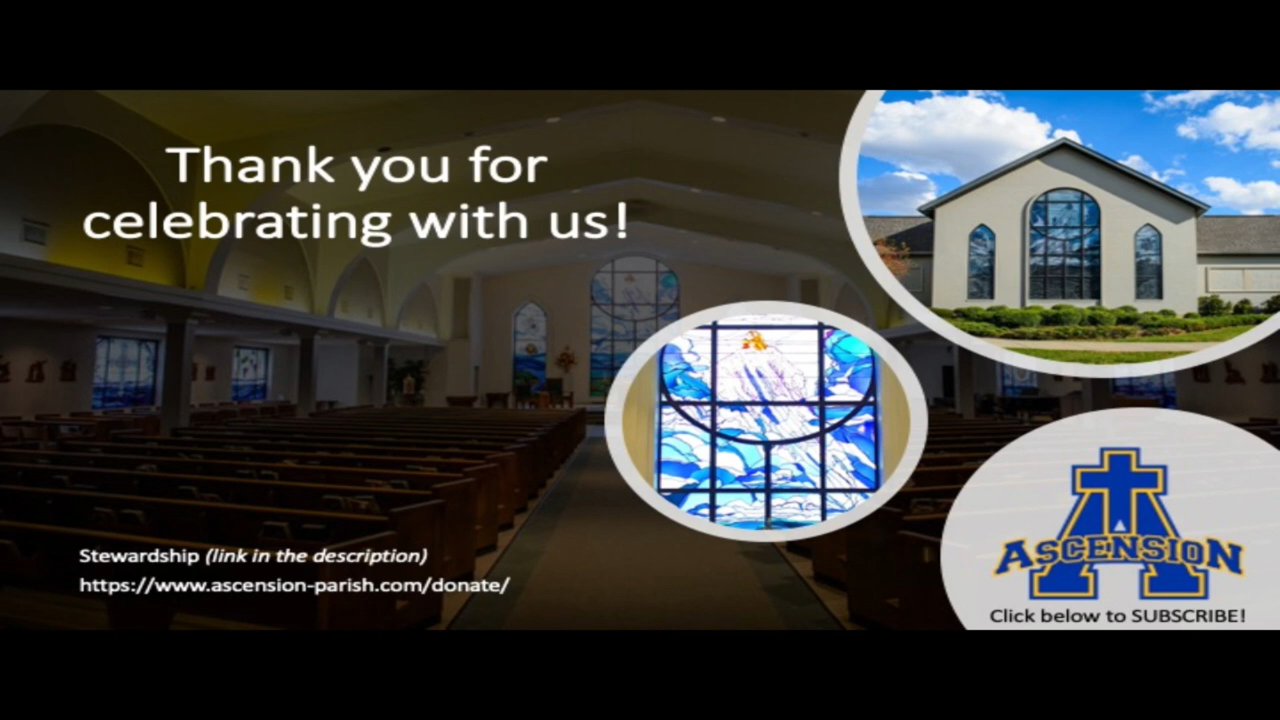 Thank you for
celebrating with us!
Stewardship (link in the description)
https://www.ascension-parish.com/donate/
ASCENSION
Click below to SUBSCRIBE!